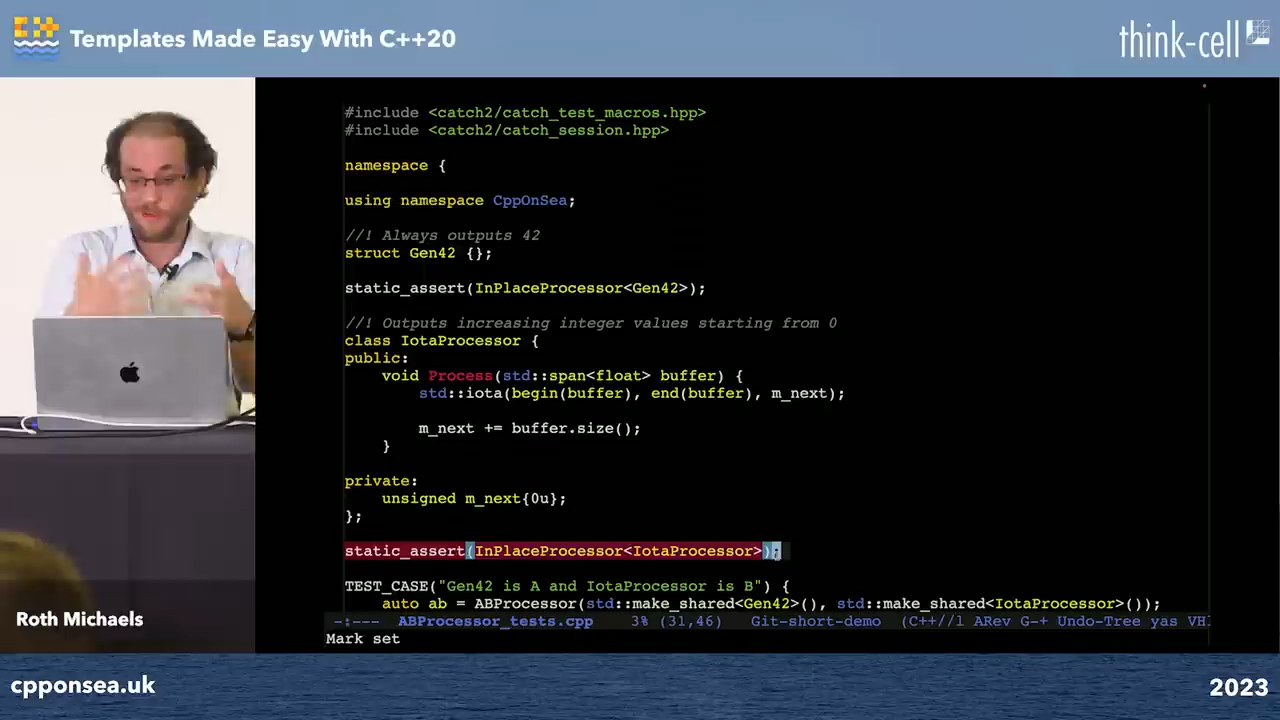 C++
Templates Made Easy With C++20
think-cell
#include <catch2/catch_test_macros.hpp>
#include <catch2/catch_session.hpp>
namespace {
using namespace CppOnSea;
//! Always outputs 42
struct Gen42 {};
static_assert(InPlaceProcessor<Gen42>);
//! Outputs increasing integer values starting from 0
class IotaProcessor {
public:
void Process(std::span<float> buffer) {
std::iota(begin(buffer), end(buffer), m_next);
m_next += buffer.size();
}
private:
unsigned m_next{0u};
};
static_assert(InPlaceProcessor<IotaProcessor>);
TEST_CASE("Gen42 is A and IotaProcessor is B") {
auto ab = ABProcessor(std::make_shared<Gen42>(), std::make_shared<IotaProcessor>());
-:--- ABProcessor_tests.cpp 3% (31,46) Git-short-demo (C++//l ARev G-+ Undo-Tree yas VH
Mark set
Roth Michaels
cpponsea.uk
2023